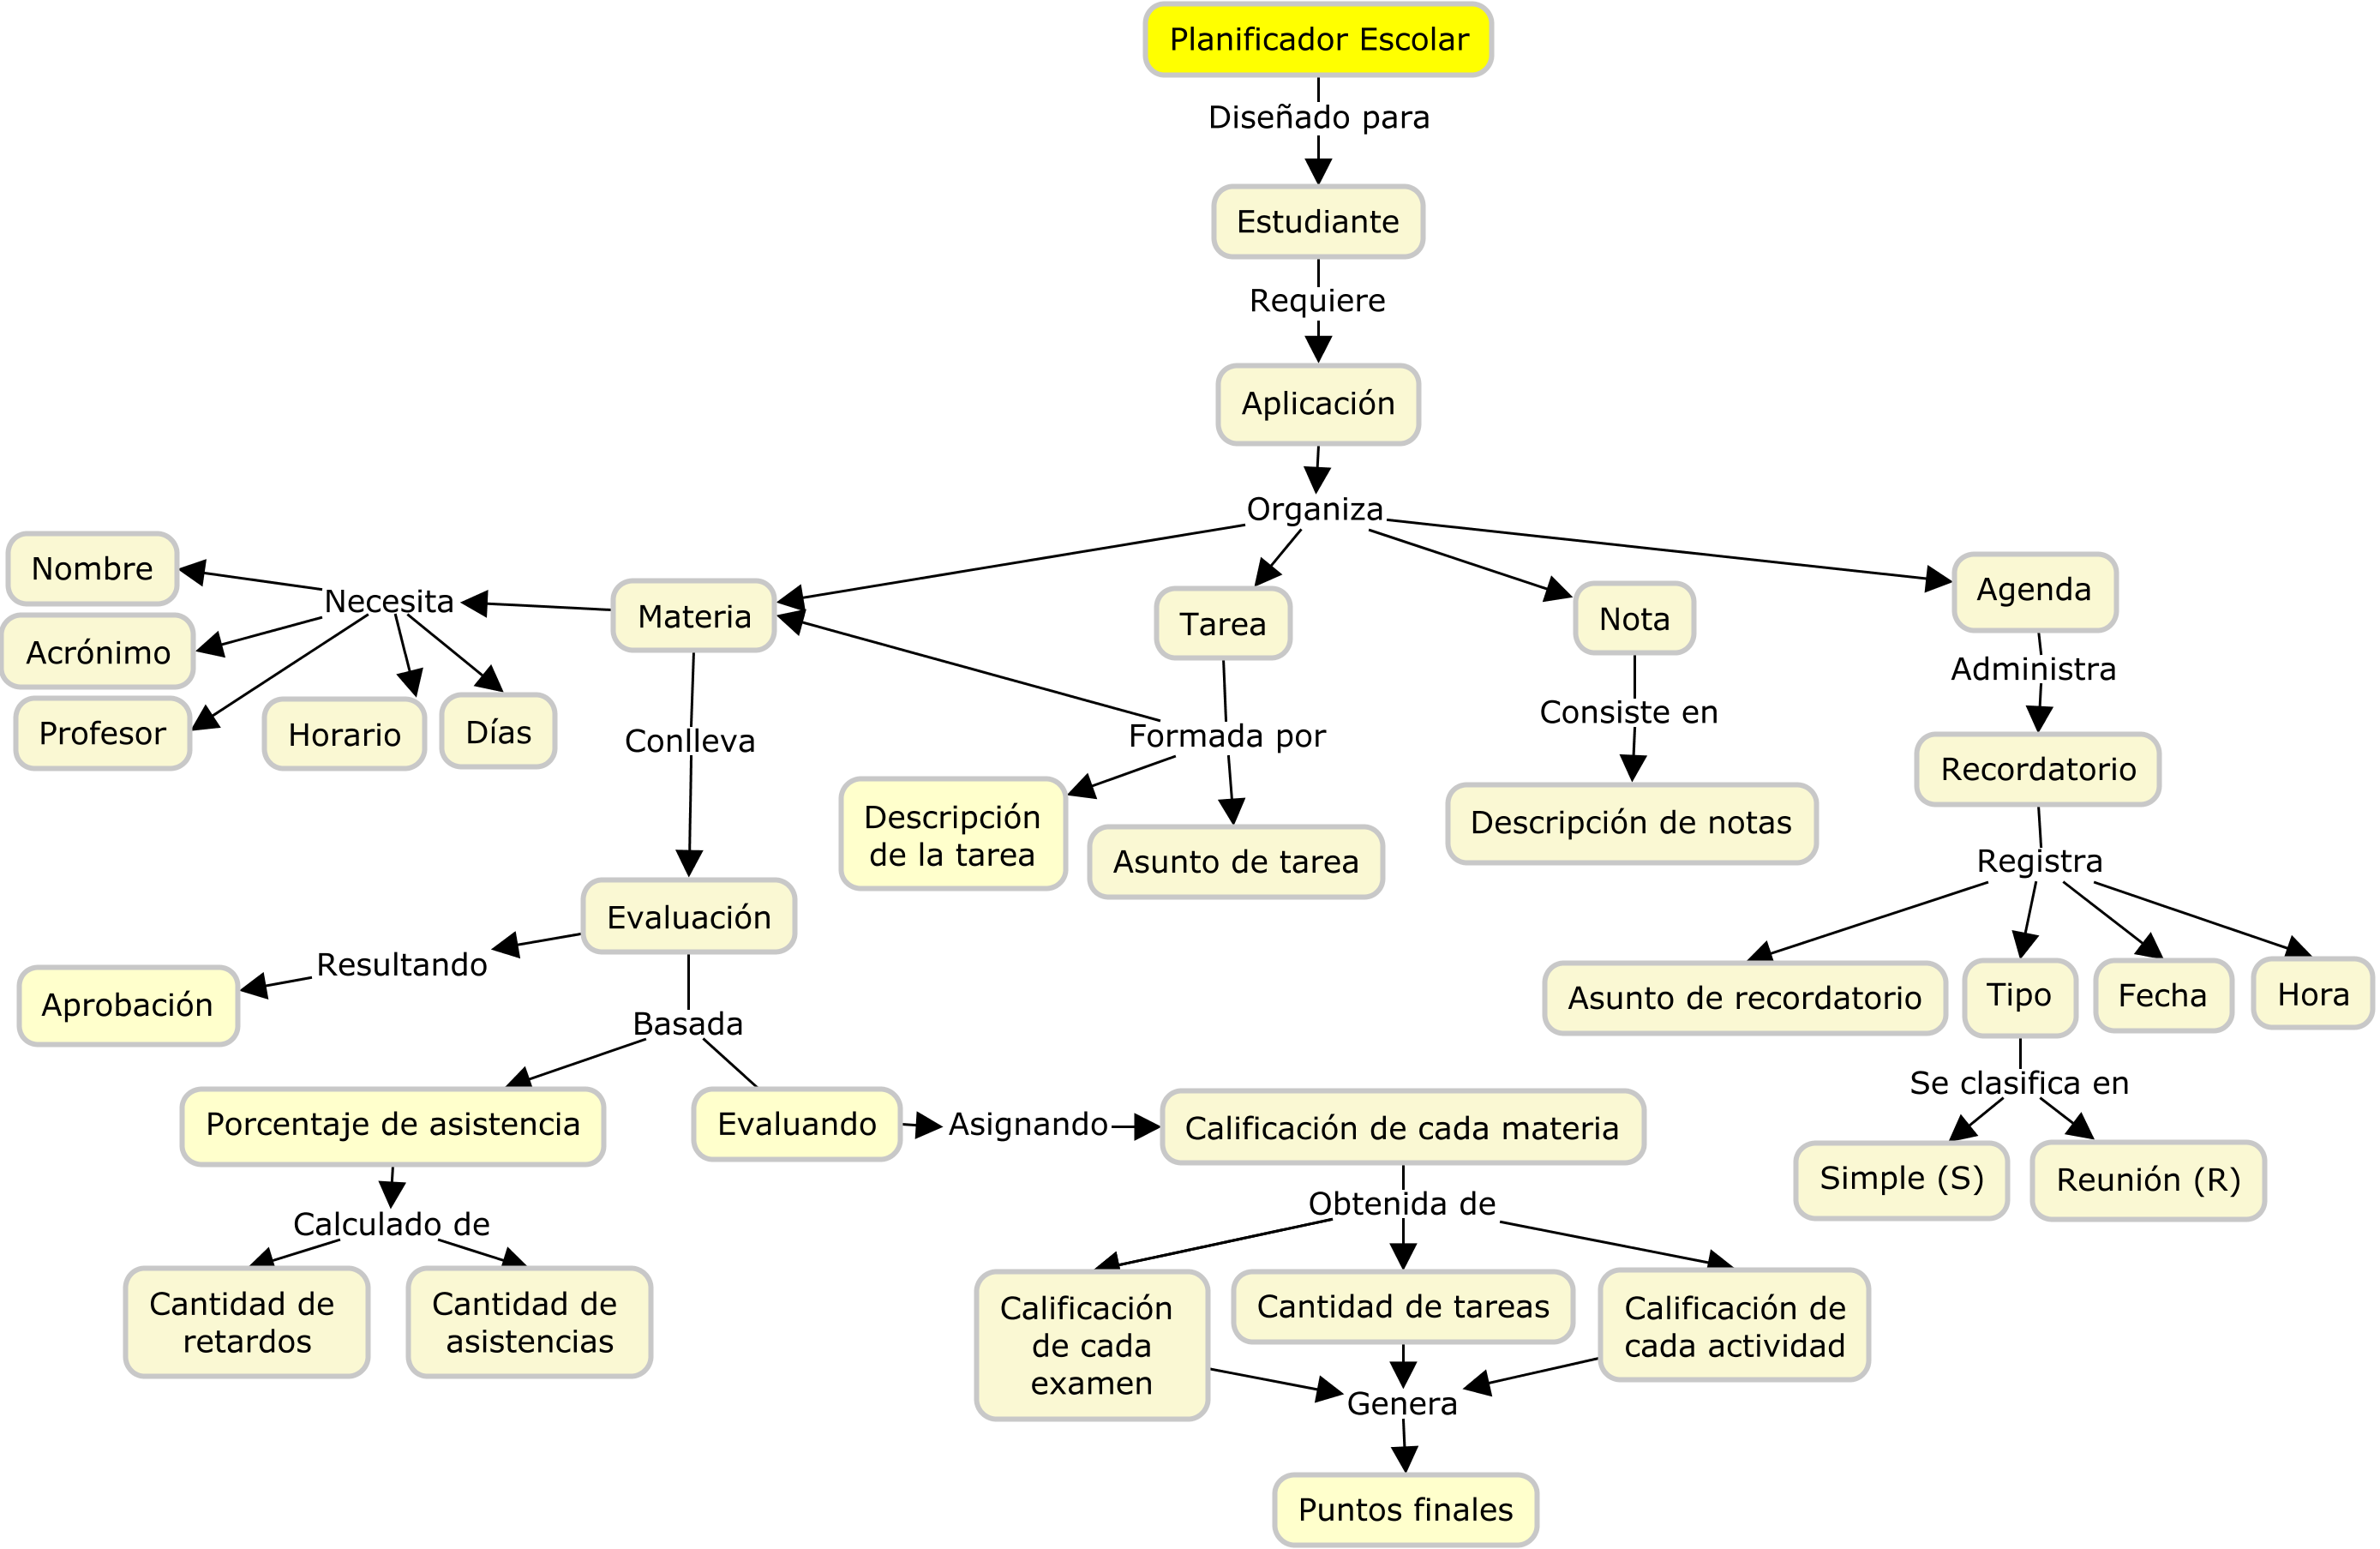 Planificador Escolar
Diseñado para
Estudiante
Requiere
Aplicación
Organiza
Nombre
Necesita
Acrónimo
Profesor
Horario
Días
Materia
Tarea
Nota
Agenda
Conlleva
Formada por
Consiste en
Administra
Descripción
de la tarea
Asunto de tarea
Descripción de notas
Recordatorio
Registra
Evaluación
Resultando
Aprobación
Asunto de recordatorio
Tipo
Fecha
Hora
Basada
Se clasifica en
Porcentaje de asistencia
Evaluando
Asignando
Calificación de cada materia
Simple (S)
Reunión (R)
Calculado de
Obtenida de
Cantidad de
retardos
Cantidad de
asistencias
Calificación
de cada
examen
Cantidad de tareas
Calificación de
cada actividad
Genera
Puntos finales